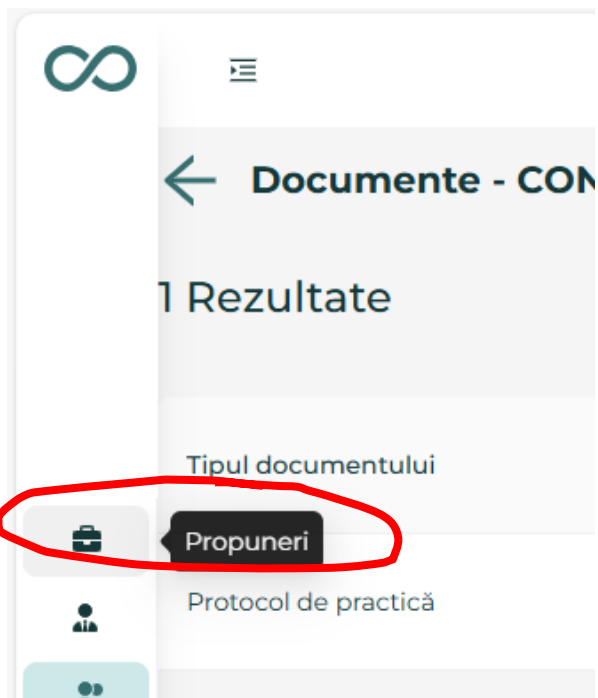 Documente - CON
1 Rezultate
Tipul documentului
Propuneri
Protocol de practică